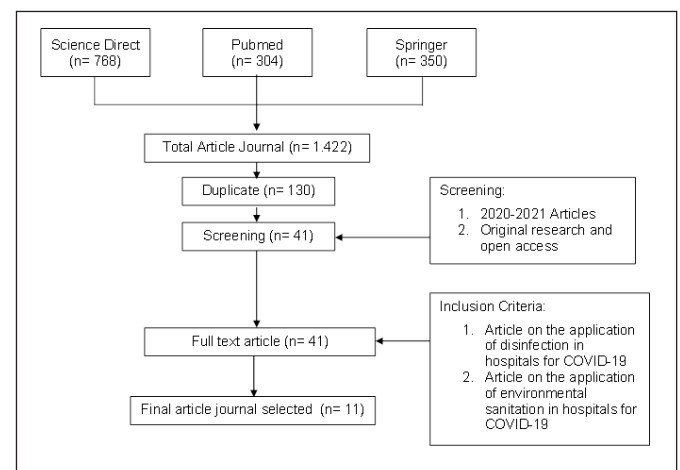 Science Direct
(n= 768)
Pubmed
(n= 304)
Springer
(n= 350)
Total Article Journal (n= 1.422)
Duplicate (n= 130)
Screening (n= 41)
Screening:
1. 2020-2021 Articles
2. Original research and
open access
Full text article (n= 41)
Inclusion Criteria:
1. Article on the application
of disinfection in
hospitals for COVID-19
2. Article on the application
of environmental
sanitation in hospitals for
COVID-19
Final article journal selected (n= 11)